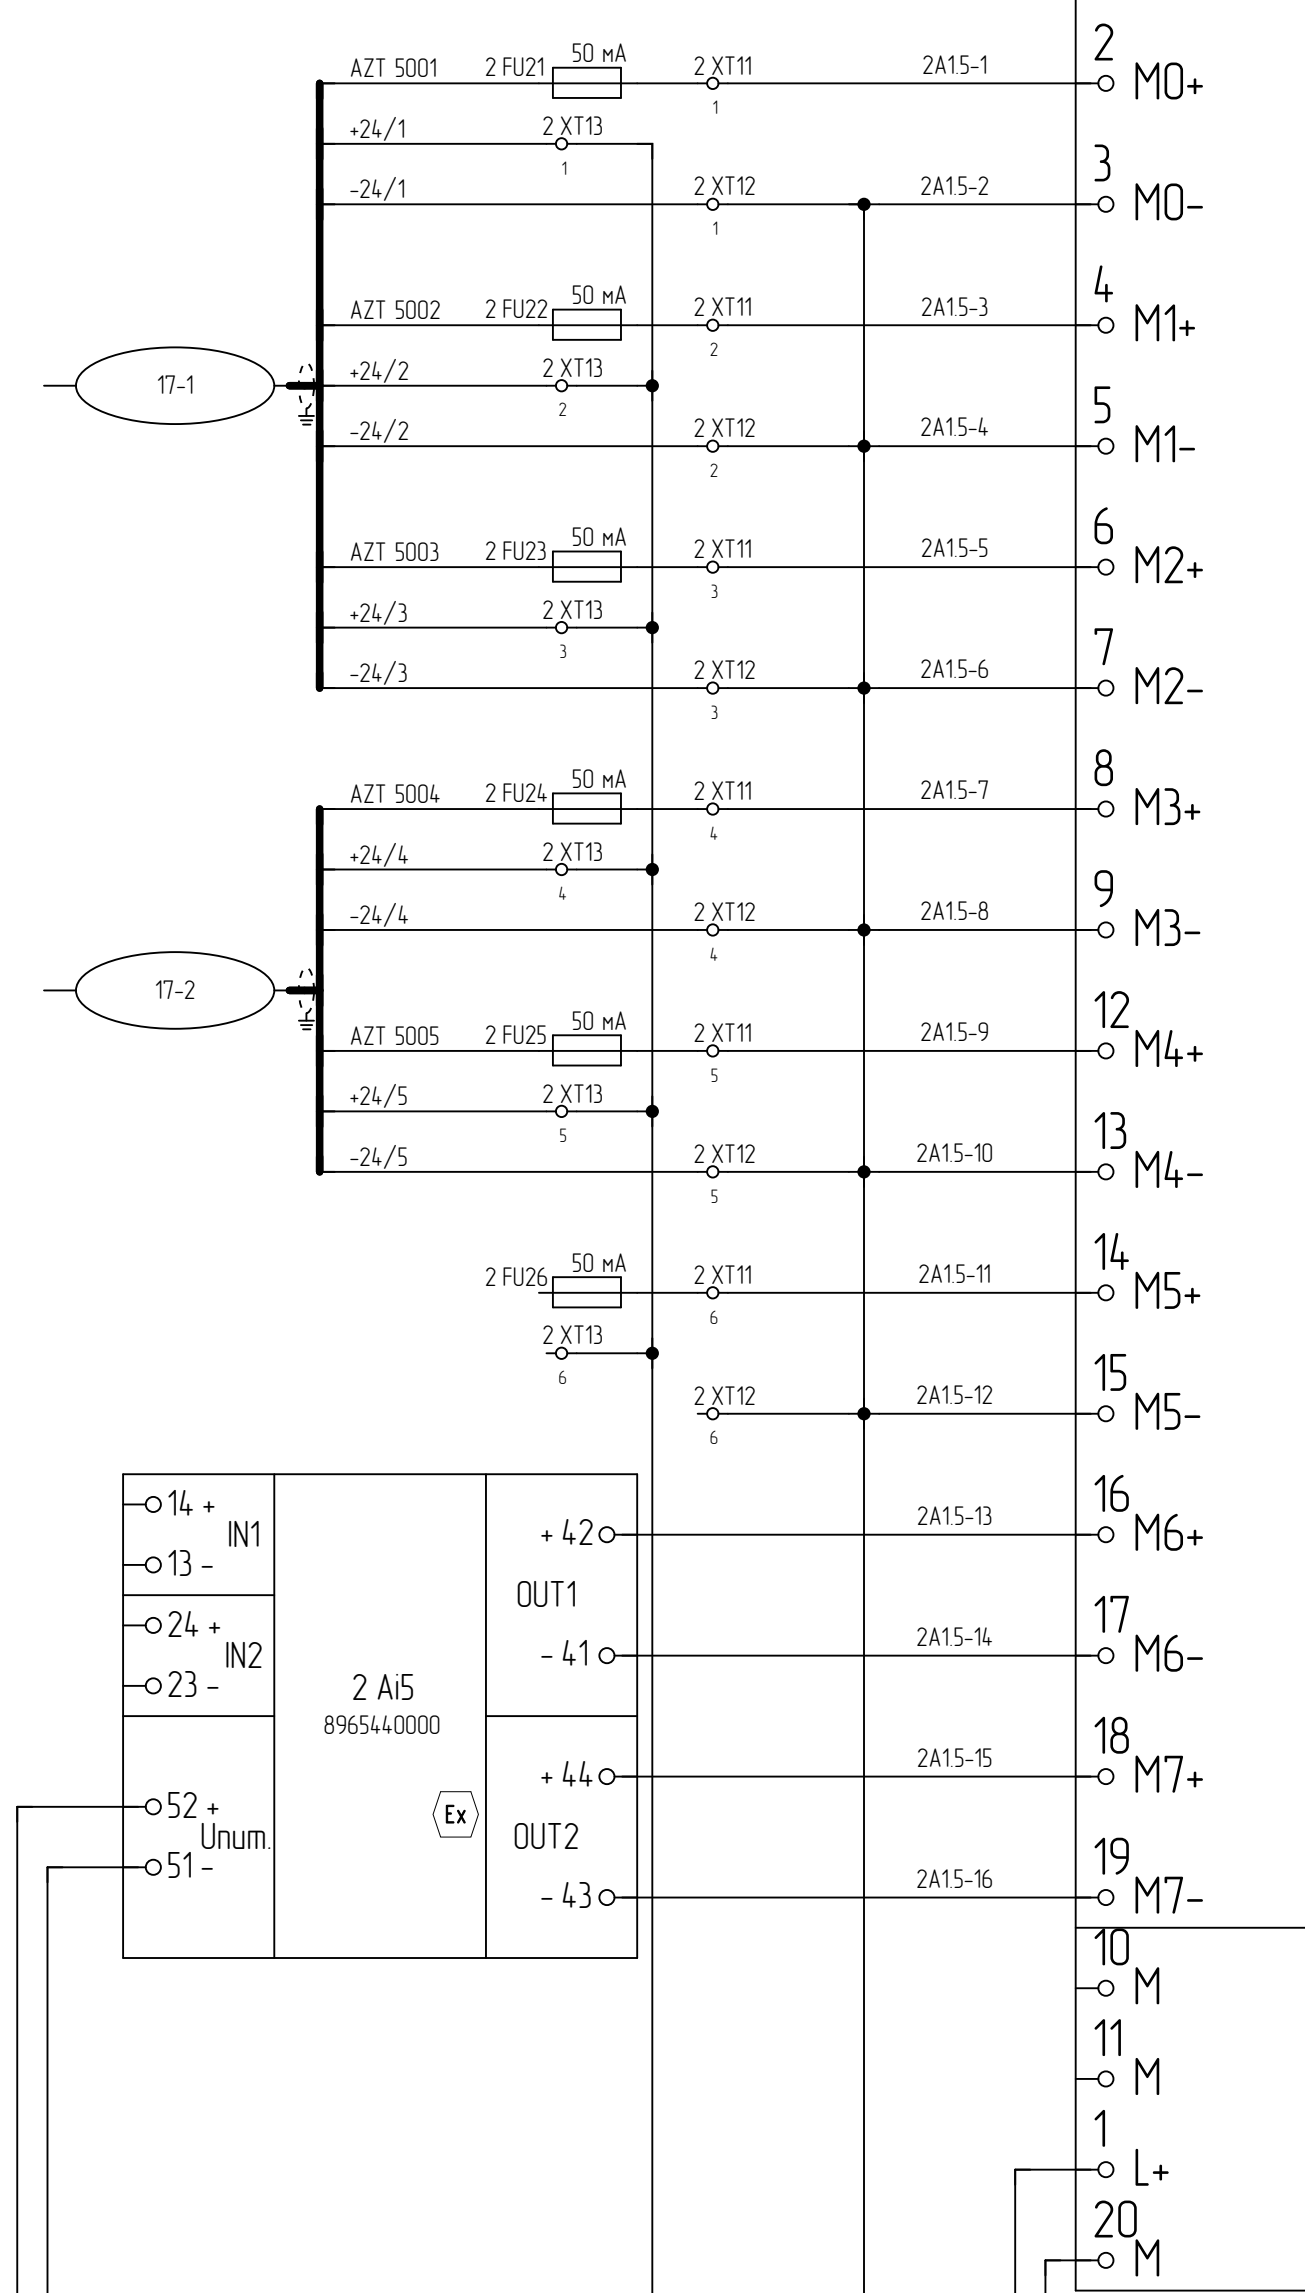 AZT 5001 2 FU21 50 мА 2 XT11 1 2A1.5-1 2 M0+
+24/1 2 XT13 1
-24/1 2 XT12 1 2A1.5-2 3 M0-
AZT 5002 2 FU22 50 мА 2 XT11 2 2A1.5-3 4 M1+
17-1
+24/2 2 XT13 2
-24/2 2 XT12 2 2A1.5-4 5 M1-
AZT 5003 2 FU23 50 мА 2 XT11 3 2A1.5-5 6 M2+
+24/3 2 XT13 3
-24/3 2 XT12 3 2A1.5-6 7 M2-
AZT 5004 2 FU24 50 мА 2 XT11 4 2A1.5-7 8 M3+
+24/4 2 XT13 4
-24/4 2 XT12 4 2A1.5-8 9 M3-
17-2
AZT 5005 2 FU25 50 мА 2 XT11 5 2A1.5-9 12 M4+
+24/5 2 XT13 5
-24/5 2 XT12 5 2A1.5-10 13 M4-
2 FU26 50 мА 2 XT11 6 2A1.5-11 14 M5+
2 XT13 6
2 XT12 6 2A1.5-12 15 M5-
14 +
IN1
13 -
24 +
IN2
23 -
52 +
Unum.
51 -
2 Ai5
8965440000
Ex
+ 42 2A1.5-13 16 M6+
OUT1
- 41 2A1.5-14 17 M6-
+ 44 2A1.5-15 18 M7+
OUT2
- 43 2A1.5-16 19 M7-
10 M
11 M
1 L+
20 M